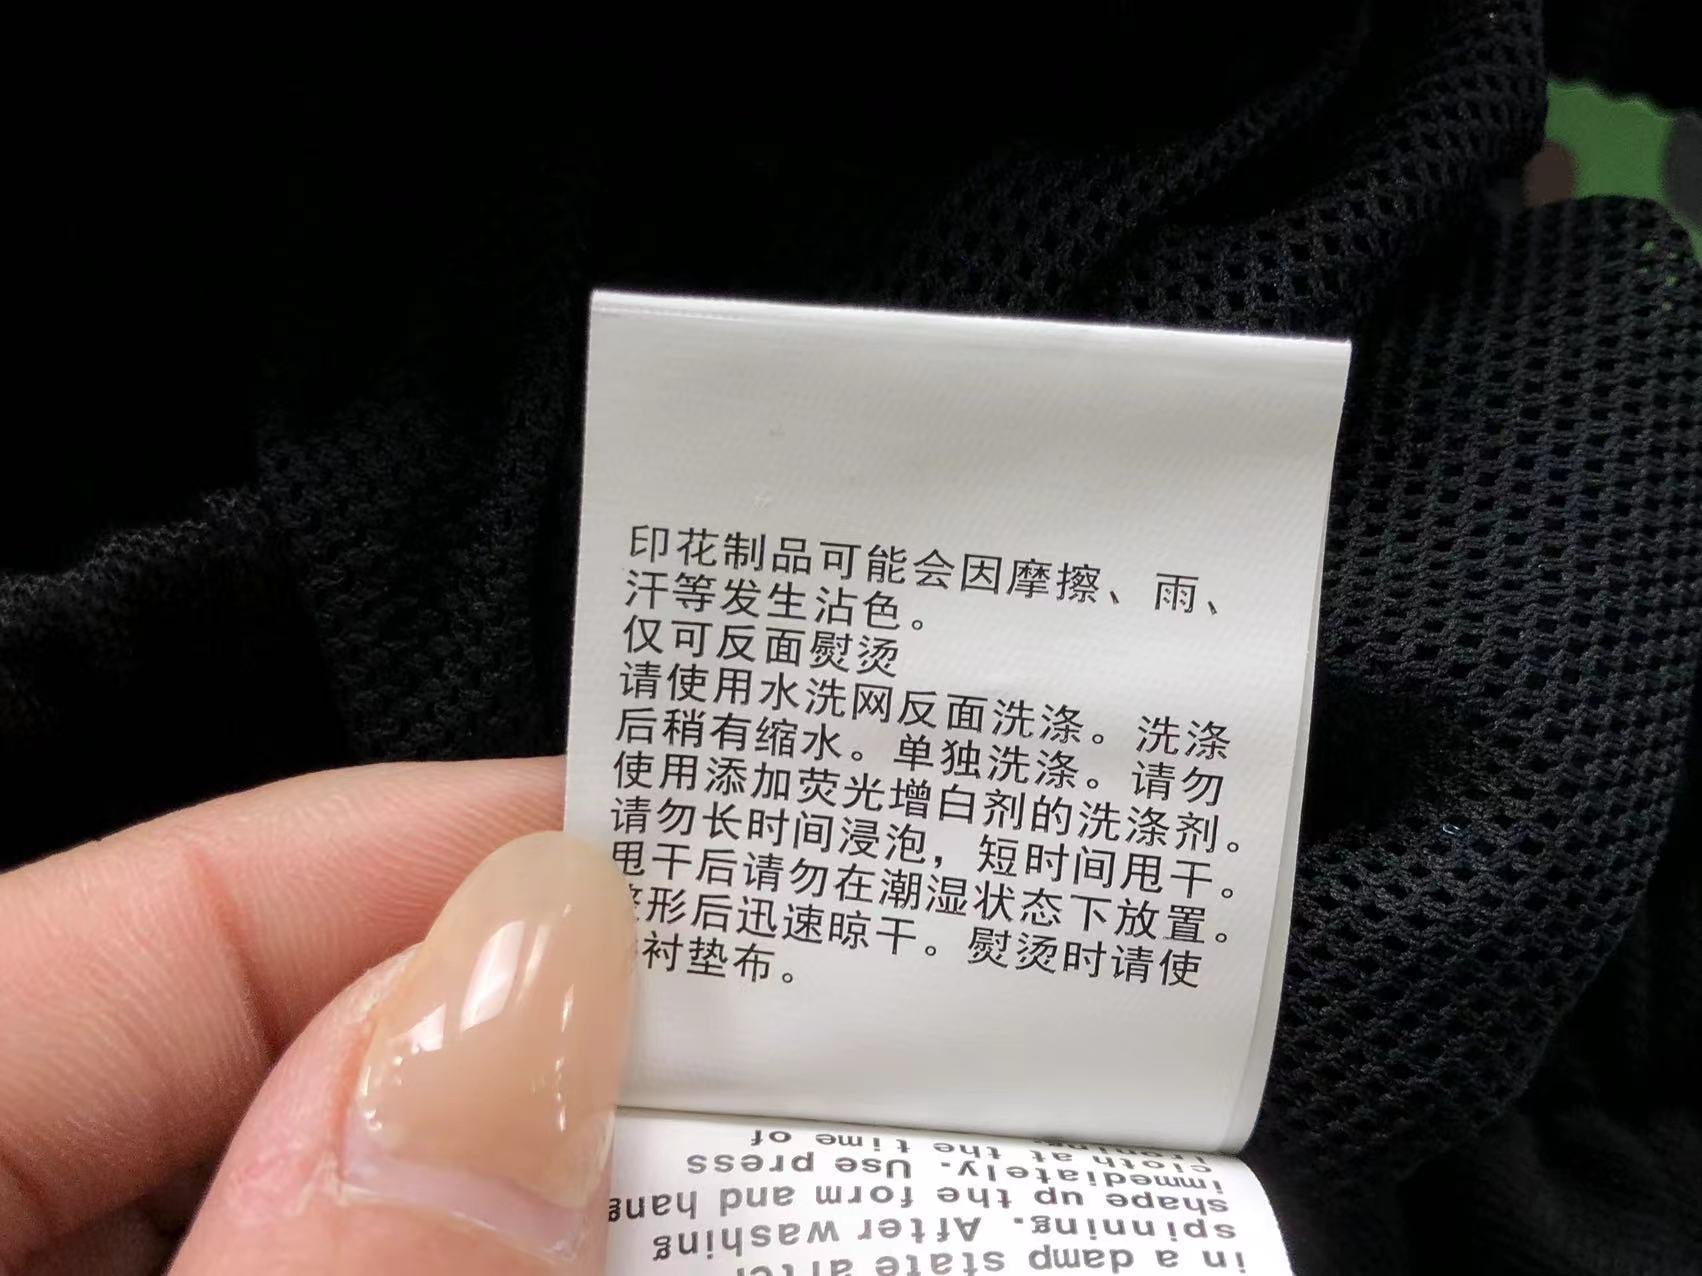 印花制品可能会因摩擦、雨、
汗等发生沾色。
仅可反面熨烫
请使用水洗网反面洗涤。洗涤
后稍有缩水。单独洗涤。请勿
使用添加荧光增白剂的洗涤剂。
请勿长时间浸泡，短时间甩干。
甩干后请勿在潮湿状态下放置。
整形后迅速晾干。熨烫时请使
衬垫布。
in a damp state after
spinning. After washing
shape up the form and hang
immediately. Use press
cloth at the time of
ironing.